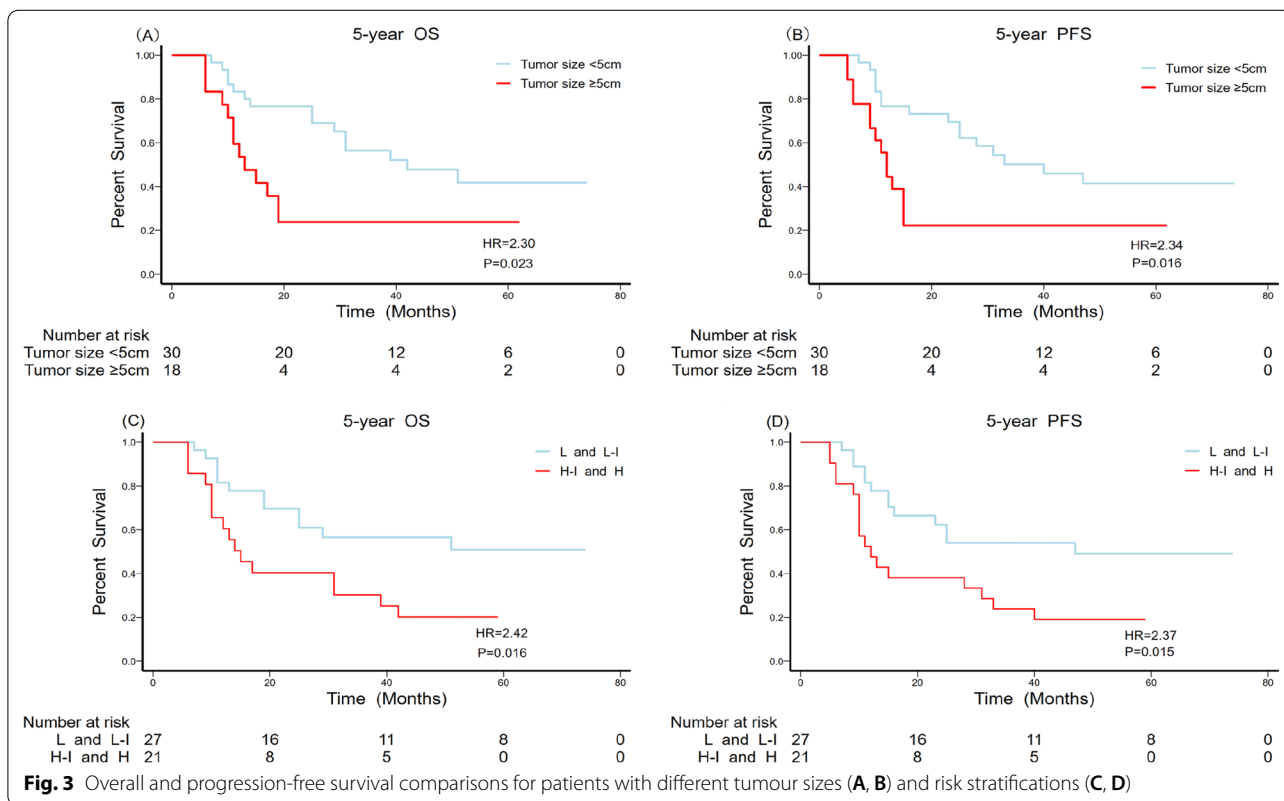 (A)
5-year OS
Percent Survival
1.00
0.8
0.6
0.4
0.2
0.0
Tumor size <5cm
Tumor size ≥5cm
HR=2.30
P=0.023
0 20 40 60 80
Time (Months)
Number at risk
Tumor size <5cm 30 20 12 6 0
Tumor size ≥5cm 18 4 4 2 0
(B)
5-year PFS
Percent Survival
1.00
0.8
0.6
0.4
0.2
0.0
Tumor size <5cm
Tumor size ≥5cm
HR=2.34
P=0.016
0 20 40 60 80
Time (Months)
Number at risk
Tumor size <5cm 30 20 12 6 0
Tumor size ≥5cm 18 4 4 2 0
(C)
5-year OS
Percent Survival
1.0
0.8
0.6
0.4
0.2
0.0
L and L-I
H-I and H
HR=2.42
P=0.016
0 20 40 60 80
Time (Months)
Number at risk
L and L-I 27 16 11 8 0
H-I and H 21 8 5 0 0
(D)
5-year PFS
Percent Survival
1.0
0.8
0.6
0.4
0.2
0.0
L and L-I
H-I and H
HR=2.37
P=0.015
0 20 40 60 80
Time (Months)
Number at risk
L and L-I 27 16 11 8 0
H-I and H 21 8 5 0 0
Fig. 3 Overall and progression-free survival comparisons for patients with different tumour sizes (A, B) and risk stratifications (C, D)